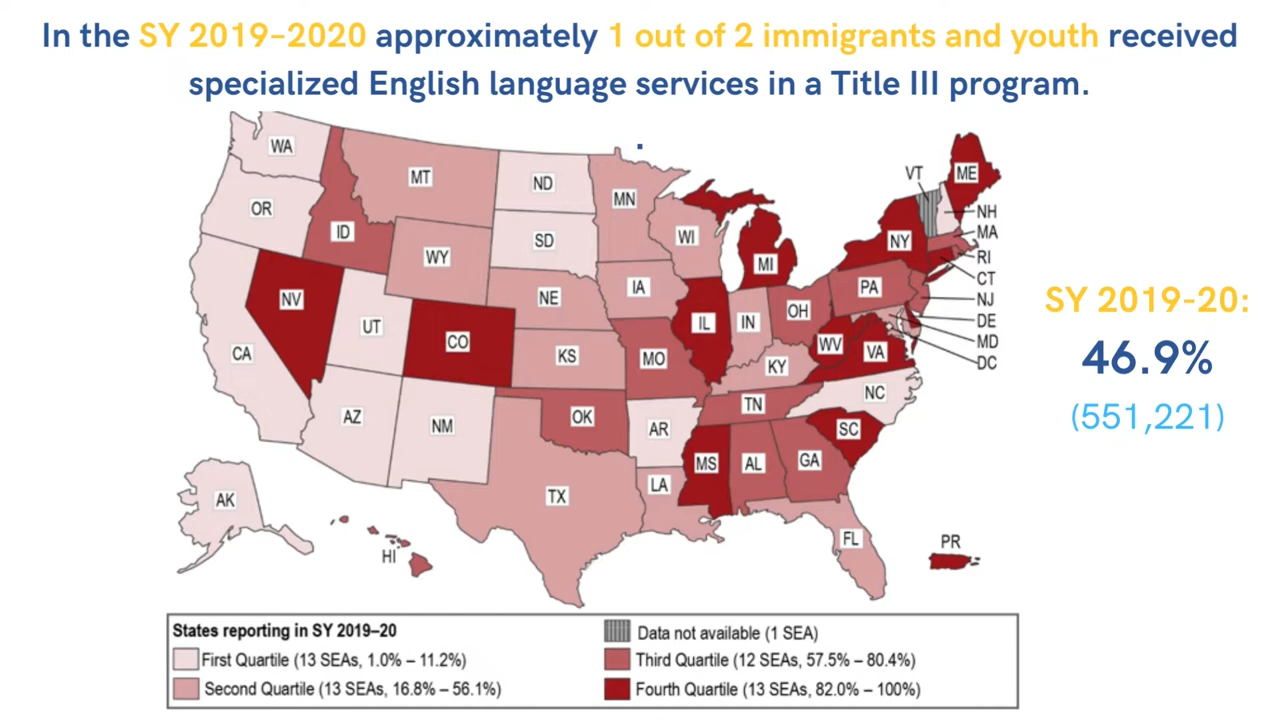 In the SY 2019–2020 approximately 1 out of 2 immigrants and youth received
specialized English language services in a Title III program.
.
WA
MT
ND
MN
VT
ME
OR
ID
SD
WI
NY
NH
MA
WY
MI
RI
CT
NV
NE
IA
PA
NJ
UT
CO
IL
IN
OH
DE
CA
KS
MO
WV
VA
MD
KY
DC
AZ
NM
OK
AR
TN
NC
SC
MS
AL
GA
TX
LA
AK
HI
FL
PR
SY 2019-20:
46.9%
(551,221)
States reporting in SY 2019–20
First Quartile (13 SEAs, 1.0% – 11.2%)
Second Quartile (13 SEAs, 16.8% – 56.1%)
Data not available (1 SEA)
Third Quartile (12 SEAs, 57.5% – 80.4%)
Fourth Quartile (13 SEAs, 82.0% – 100%)